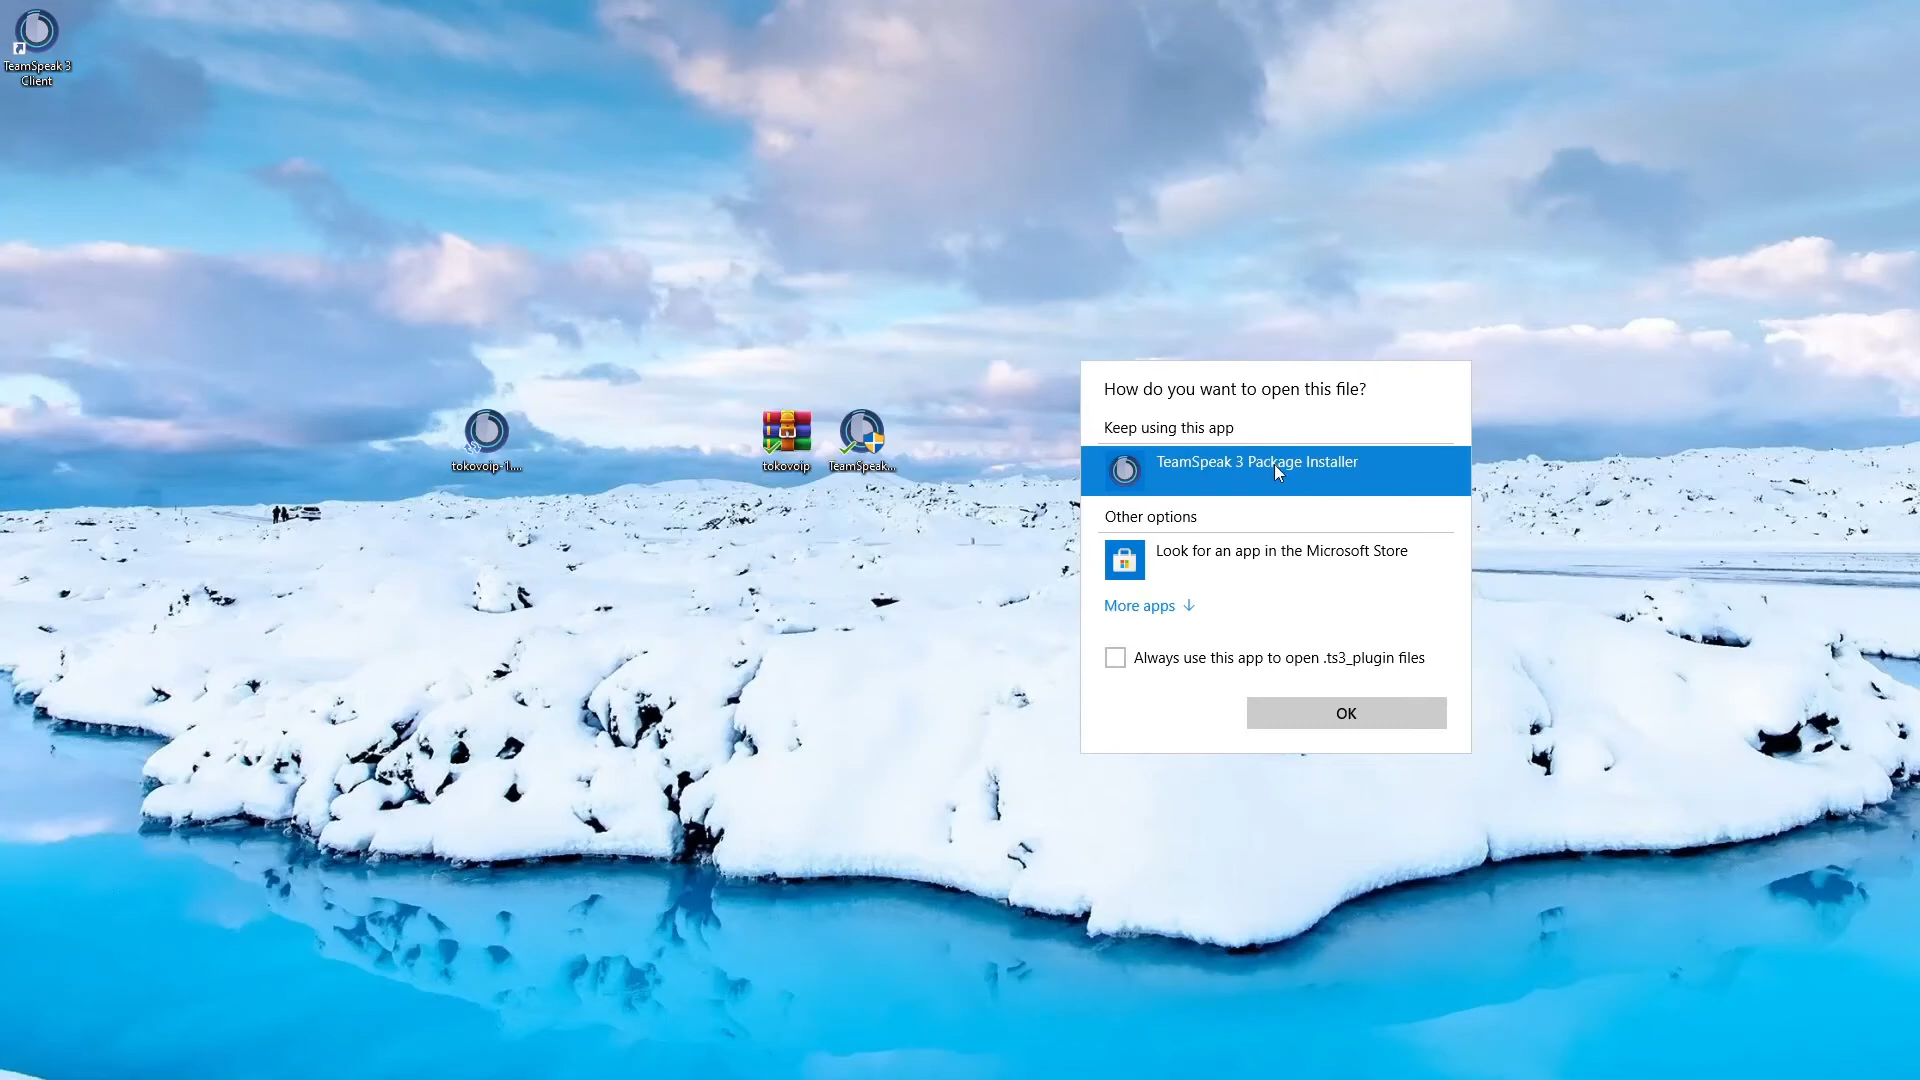 TeamSpeak 3
Client
tokovoip-1....
tokovoip
TeamSpeak...
How do you want to open this file?
Keep using this app
TeamSpeak 3 Package Installer
Other options
Look for an app in the Microsoft Store
More apps
Always use this app to open .ts3_plugin files
OK